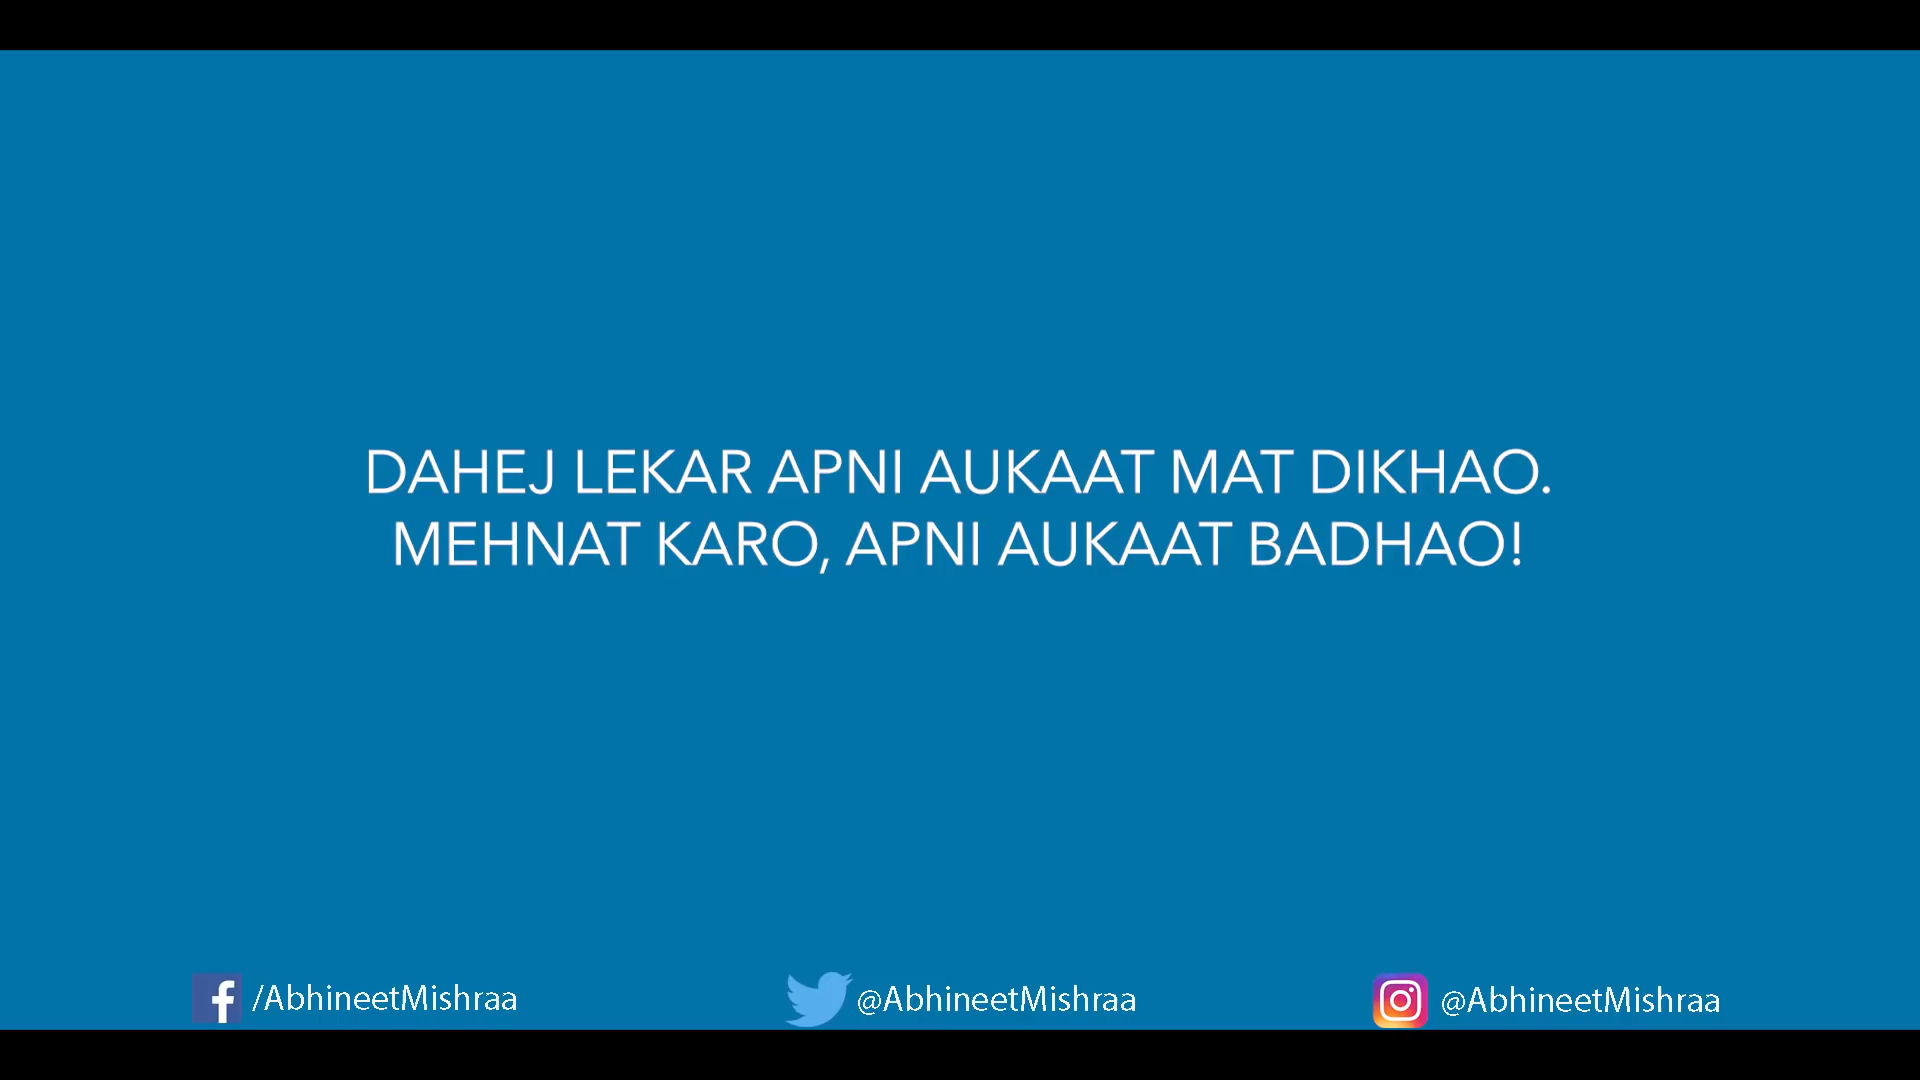 DAHEJ LEKAR APNI AUKAAT MAT DIKHAO.
MEHNAT KARO, APNI AUKAAT BADHAO!
/AbhineetMishraa
@AbhineetMishraa
@AbhineetMishraa